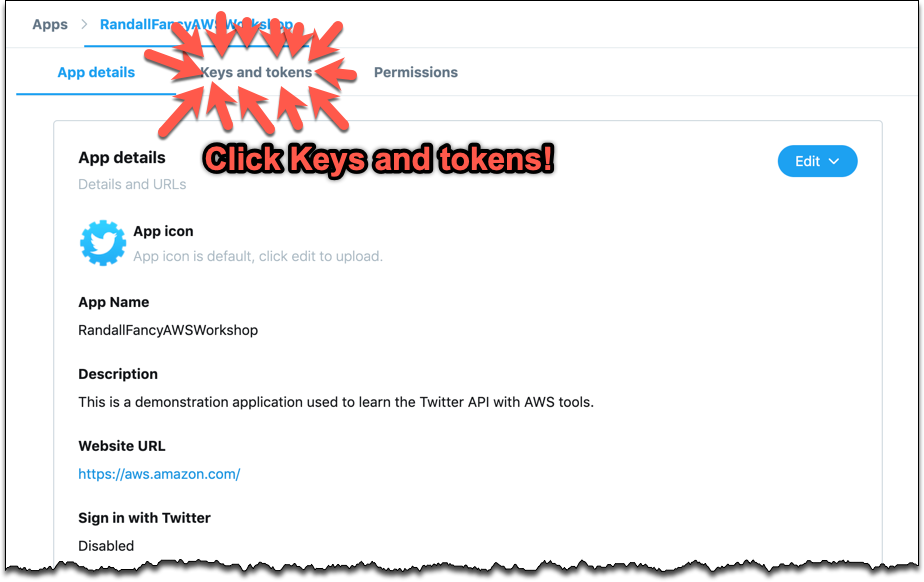 Apps > RandallFancyAWSWorkshop
App details Keys and tokens Permissions
Click Keys and tokens!
App details
Edit
Details and URLs
App icon
App icon is default, click edit to upload.
App Name
RandallFancyAWSWorkshop
Description
This is a demonstration application used to learn the Twitter API with AWS tools.
Website URL
https://aws.amazon.com/
Sign in with Twitter
Disabled